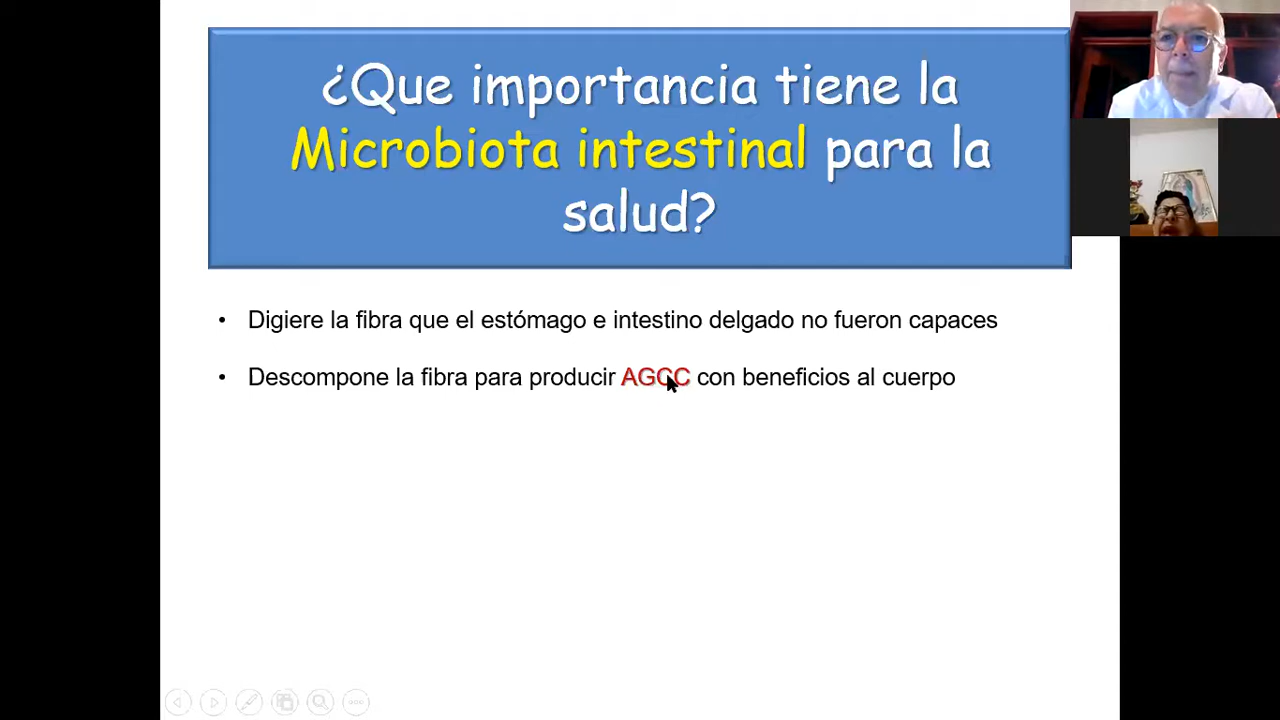 ¿Que importancia tiene la
Microbiota intestinal para la
salud?
• Digiere la fibra que el estómago e intestino delgado no fueron capaces
• Descompone la fibra para producir AGCC con beneficios al cuerpo